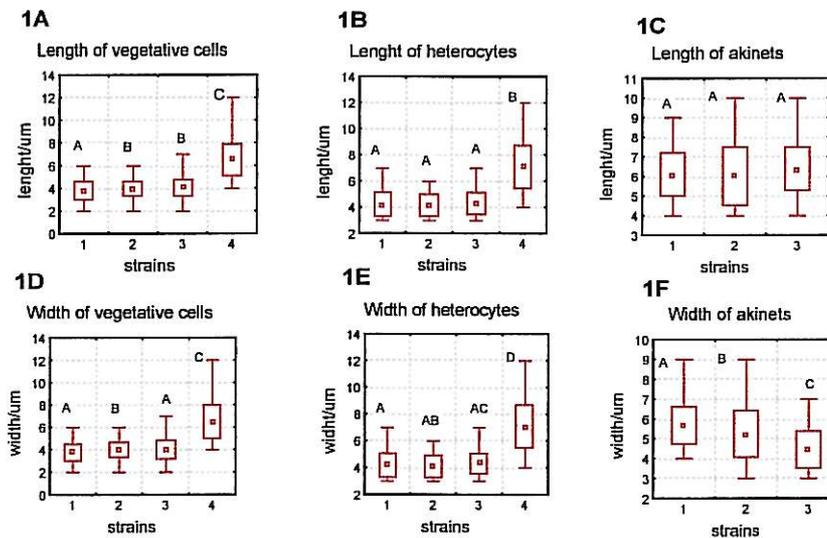 1A
Length of vegetative cells
lenght/um
14
12
10
8
6
4
2
0
A
B
B
C
1 2 3 4
strains
1B
Lenght of heterocytes
lenght/um
14
12
10
8
6
4
2
A
A
A
B
1 2 3 4
strains
1C
Length of akinets
lenght/um
11
10
9
8
7
6
5
4
3
A
A
A
1 2 3
strains
1D
Width of vegetative cells
width/um
14
12
10
8
6
4
2
0
A
B
A
C
1 2 3 4
strains
1E
Width of heterocytes
widht/um
14
12
10
8
6
4
2
A
AB
AC
D
1 2 3 4
strains
1F
Width of akinets
width/um
10
9
8
7
6
5
4
3
2
A
B
C
1 2 3
strains